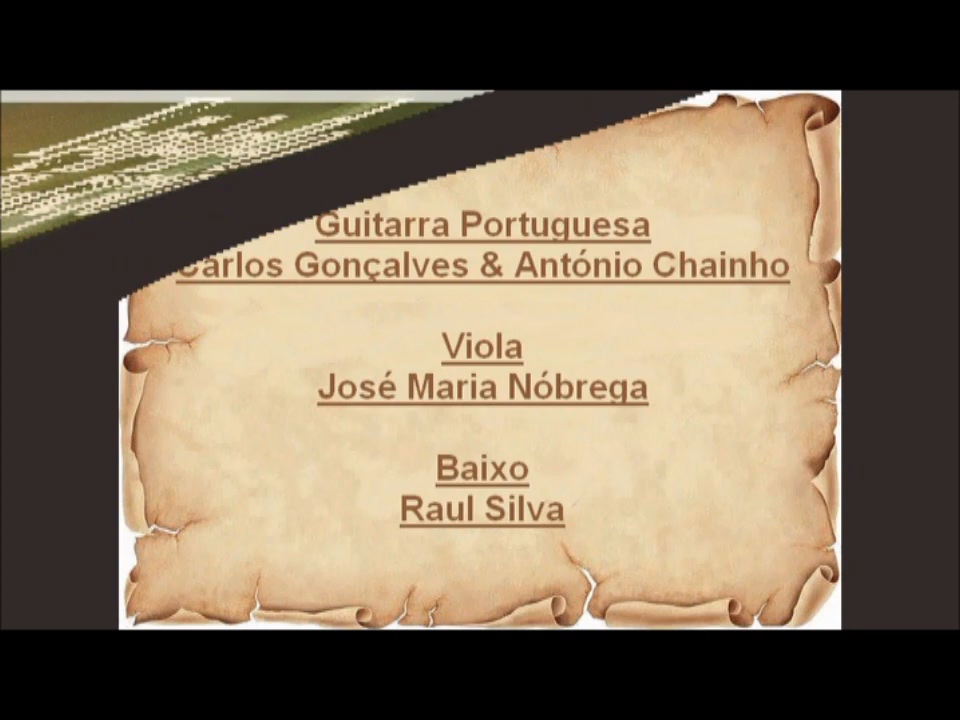 Guitarra Portuguesa
Carlos Gonçalves & António Chainho
Viola
José Maria Nóbrega
Baixo
Raul Silva